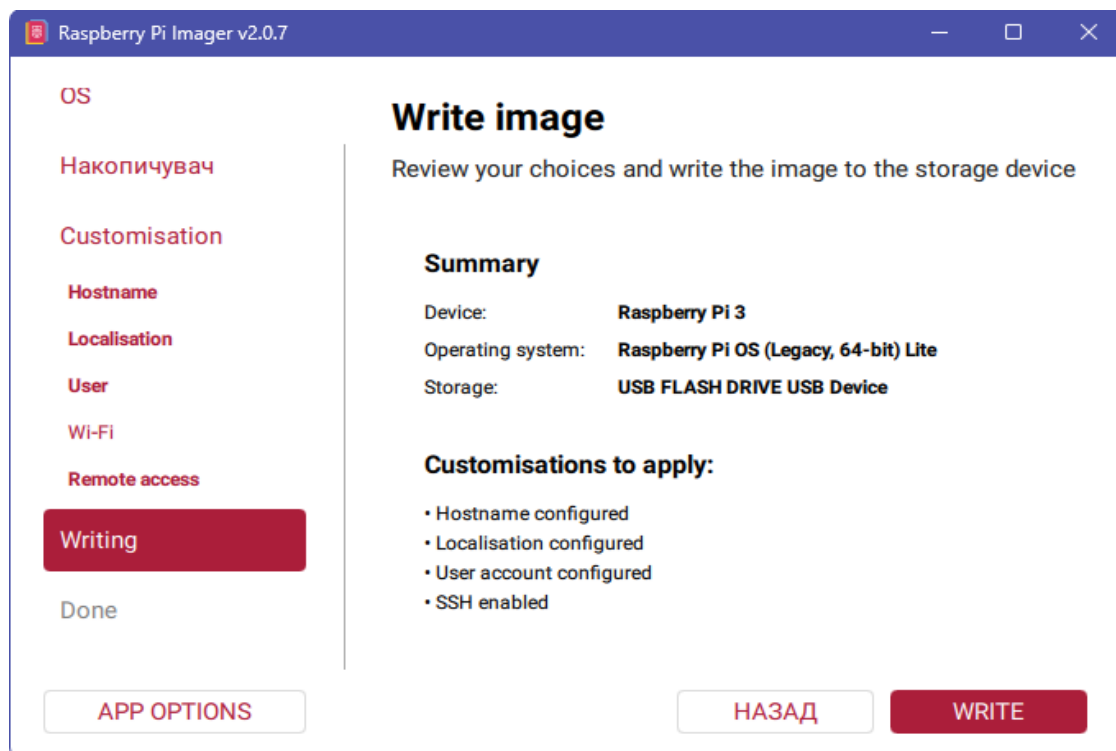 Raspberry Pi Imager v2.0.7
OS
Накопичувач
Customisation
Hostname
Localisation
User
Wi-Fi
Remote access
Writing
Done
APP OPTIONS
Write image
Review your choices and write the image to the storage device
Summary
Device: Raspberry Pi 3
Operating system: Raspberry Pi OS (Legacy, 64-bit) Lite
Storage: USB FLASH DRIVE USB Device
Customisations to apply:
• Hostname configured
• Localisation configured
• User account configured
• SSH enabled
НАЗАД
WRITE